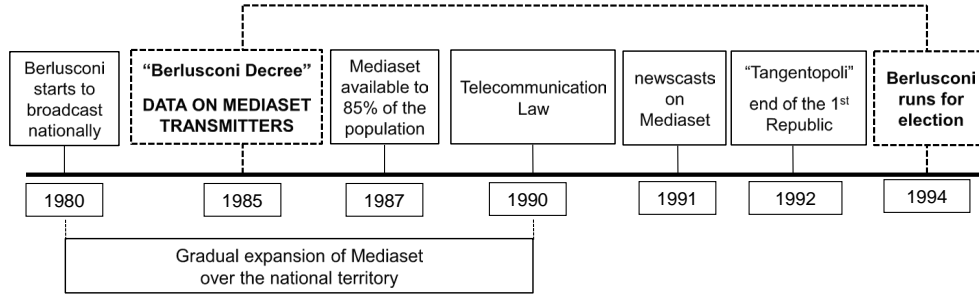 Berlusconi
starts to
broadcast
nationally
“Berlusconi Decree”
DATA ON MEDIASET
TRANSMITTERS
Mediaset
available to
85% of the
population
Telecommunication
Law
newscasts
on
Mediaset
“Tangentopoli”
end of the 1st
Republic
Berlusconi
runs for
election
1980
1985
1987
1990
1991
1992
1994
Gradual expansion of Mediaset
over the national territory